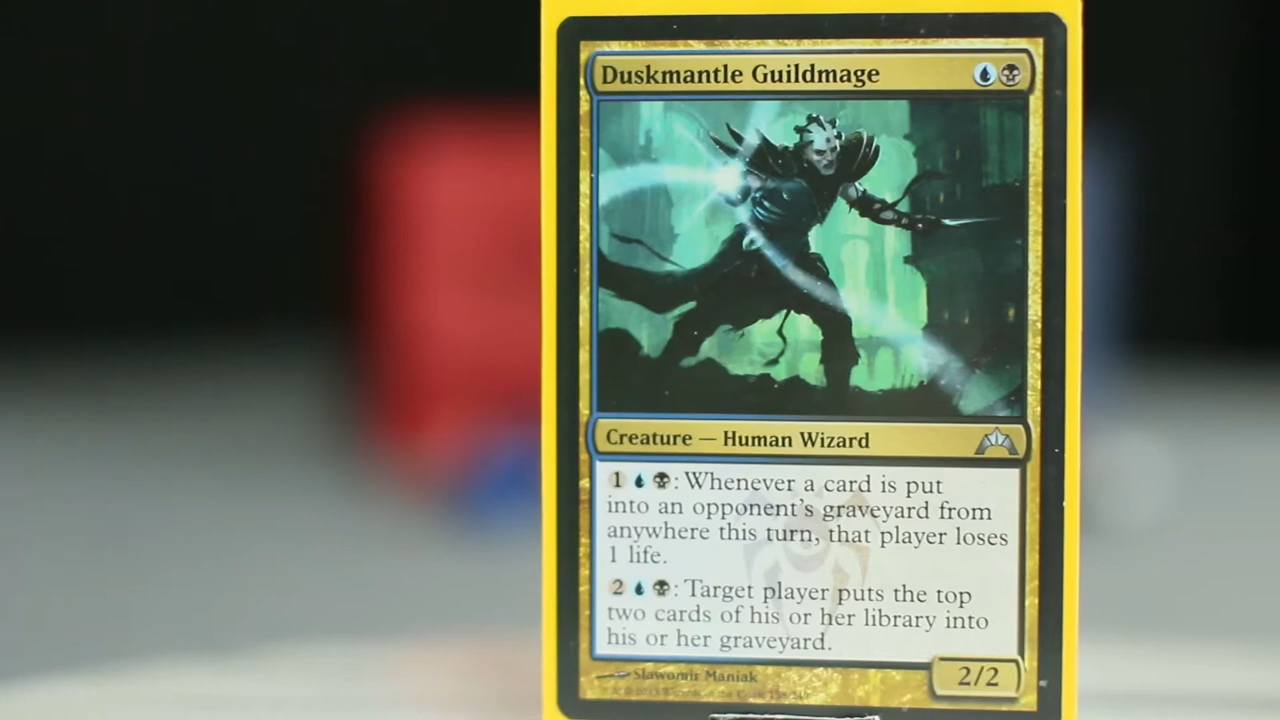 Duskmantle Guildmage
Creature — Human Wizard
1 : Whenever a card is put
into an opponent's graveyard from
anywhere this turn, that player loses
1 life.
2 : Target player puts the top
two cards of his or her library into
his or her graveyard.
Slawomir Maniak
2/2